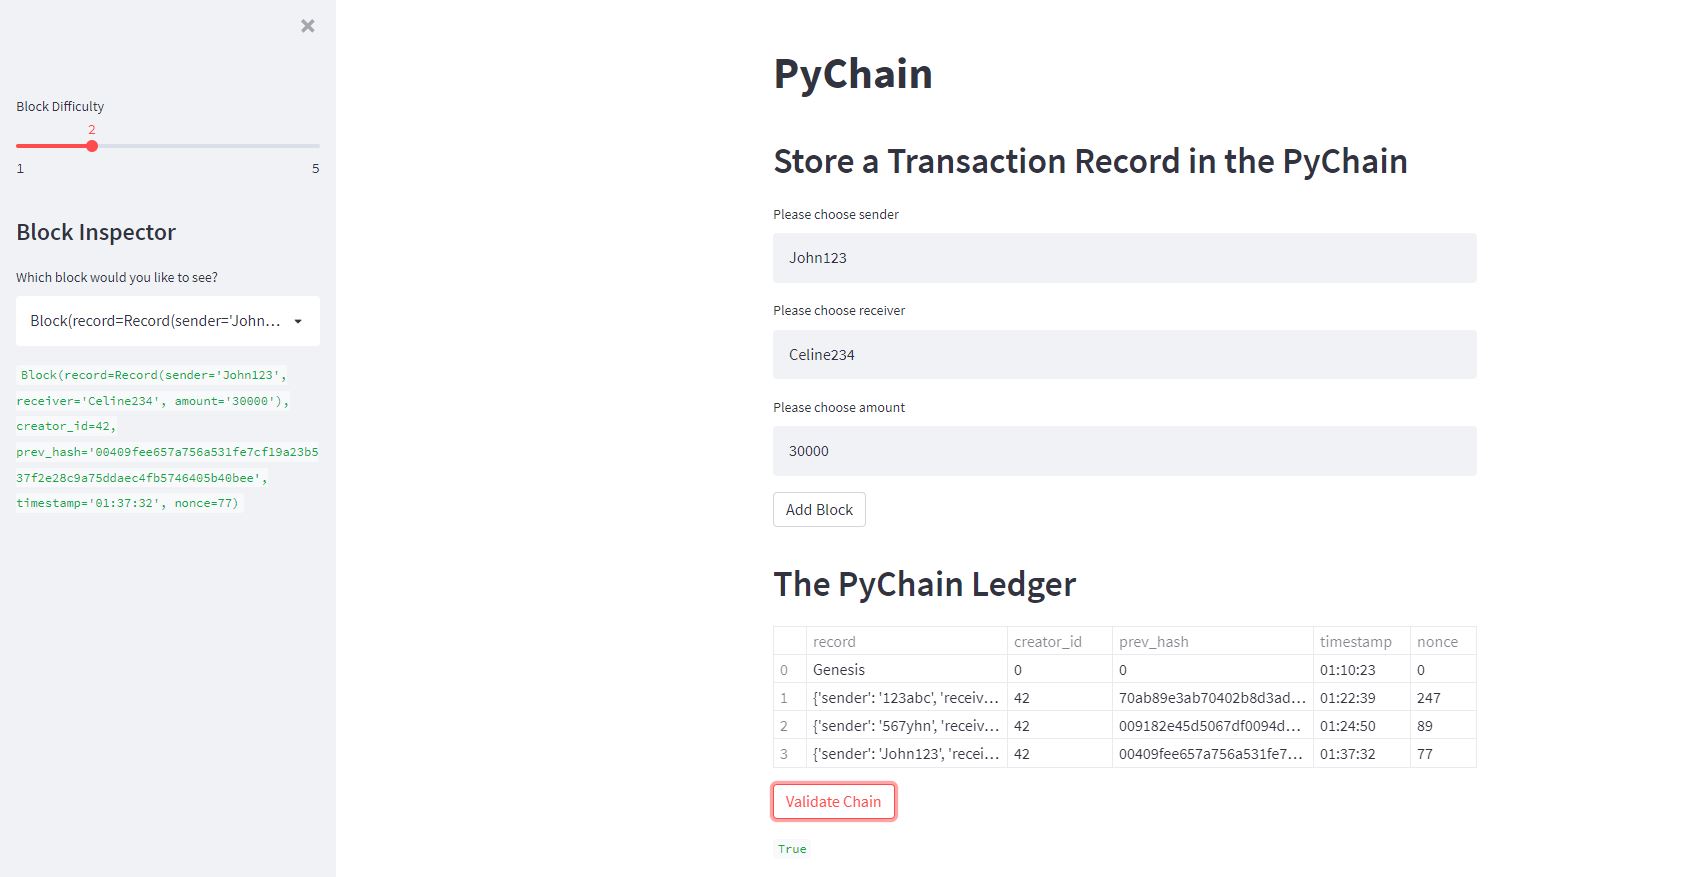 ×
Block Difficulty
2
1 5
Block Inspector
Which block would you like to see?
Block(record=Record(sender='John...
Block(record=Record(sender='John123',
receiver='Celine234', amount='30000'),
creator_id=42,
prev_hash='00409fee657a756a531fe7cf19a23b5
37f2e28c9a75ddaec4fb5746405b40bee',
timestamp='01:37:32', nonce=77)
PyChain
Store a Transaction Record in the PyChain
Please choose sender
John123
Please choose receiver
Celine234
Please choose amount
30000
Add Block
The PyChain Ledger
record creator_id prev_hash timestamp nonce
0 Genesis 0 0 01:10:23 0
1 {'sender': '123abc', 'receiv... 42 70ab89e3ab70402b8d3ad... 01:22:39 247
2 {'sender': '567yhn', 'receiv... 42 009182e45d5067df0094d... 01:24:50 89
3 {'sender': 'John123', 'recei... 42 00409fee657a756a531fe7... 01:37:32 77
Validate Chain
True